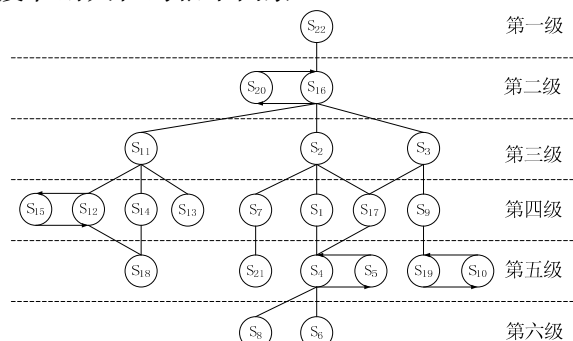 S22 第一级
S20 S16 第二级
S11 S2 S3 第三级
S15 S12 S14 S13 S7 S1 S17 S9 第四级
S18 S21 S4 S5 S19 S10 第五级
S8 S6 第六级